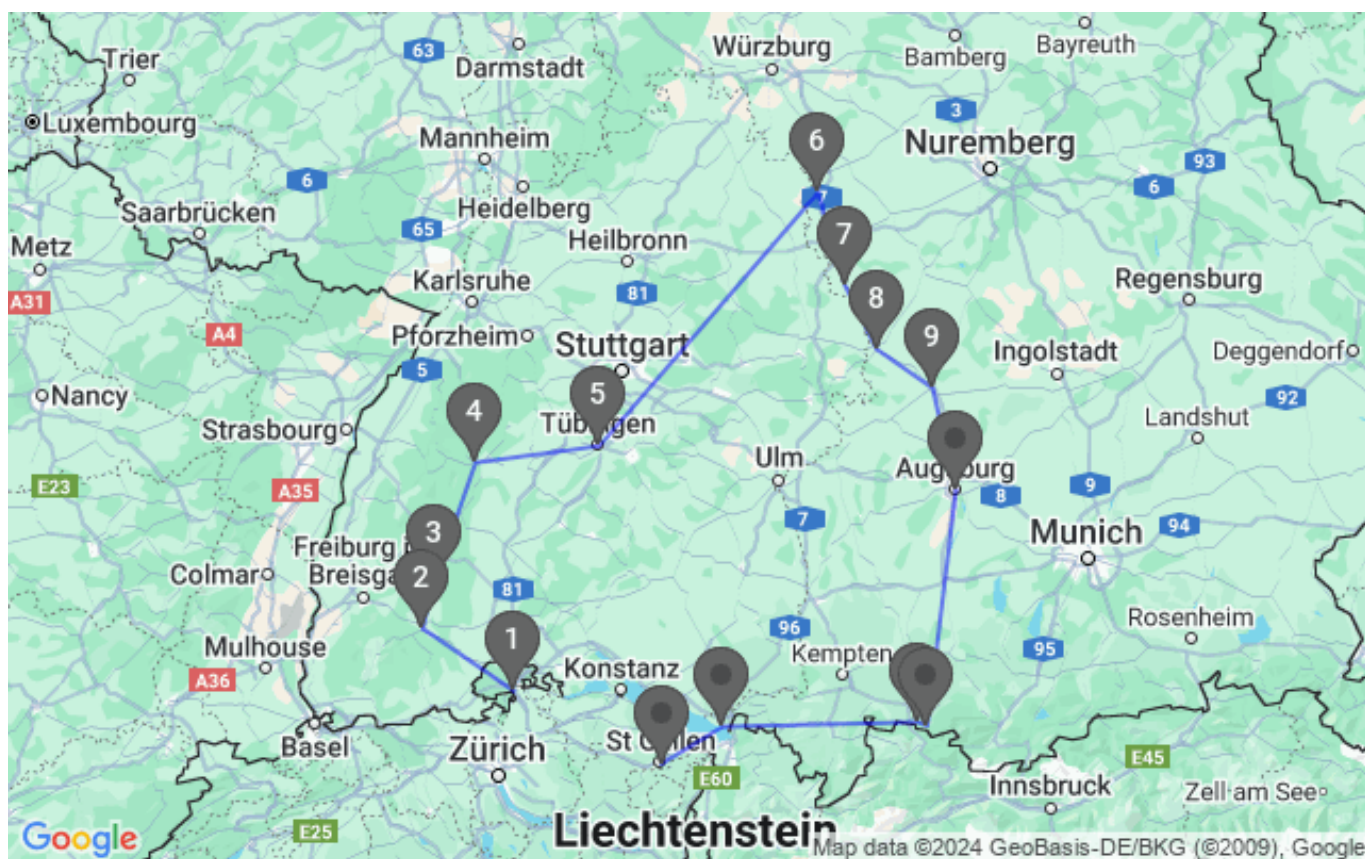 Trier
63
Darmstadt
Würzburg
Bamberg
Bayreuth
Luxembourg
Mannheim
3
6
Nuremberg
93
6
6
Saarbrücken
Heidelberg
7
Metz
65
Heilbronn
7
A31
Karlsruhe
81
8
Regensburg
A4
Pforzheim
Stuttgart
9
Ingolstadt
Deggendorf
5
Nancy
4
5
92
Strasbourg
Tübingen
Landshut
E23
A35
Ulm
8
9
3
7
94
Freiburg
Breisgau
Munich
Colmar
2
81
1
96
Rosenheim
Mulhouse
Konstanz
Kempten
95
A36
Basel
Zürich
St Gallen
E60
E45
Innsbruck
Zell am See
E25
Liechtenstein
Google
Map data ©2024 GeoBasis-DE/BKG (©2009), Google